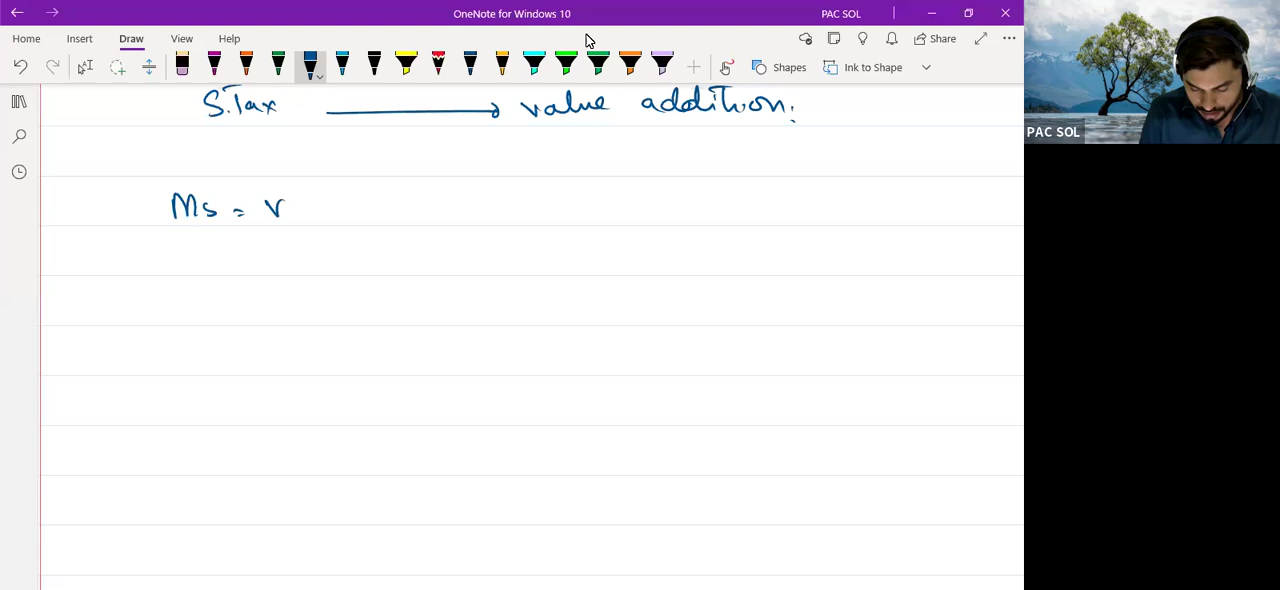 OneNote for Windows 10
PAC SOL
Home Insert Draw View Help
Share
Shapes
Ink to Shape
S.Tax value addition.
Ms = v
PAC SOL